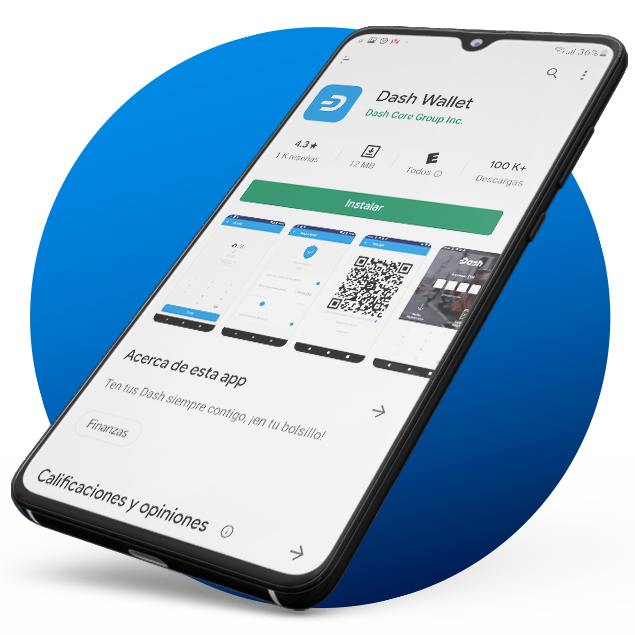 36%
Dash Wallet
Dash Core Group Inc.
4.3★
1 K reseñas
12 MB
E
Todos ⓘ
100 K+
Descargas
Instalar
Dash
Acerca de esta app
Ten tus Dash siempre contigo, ¡en tu bolsillo!
Finanzas
Calificaciones y opiniones ⓘ